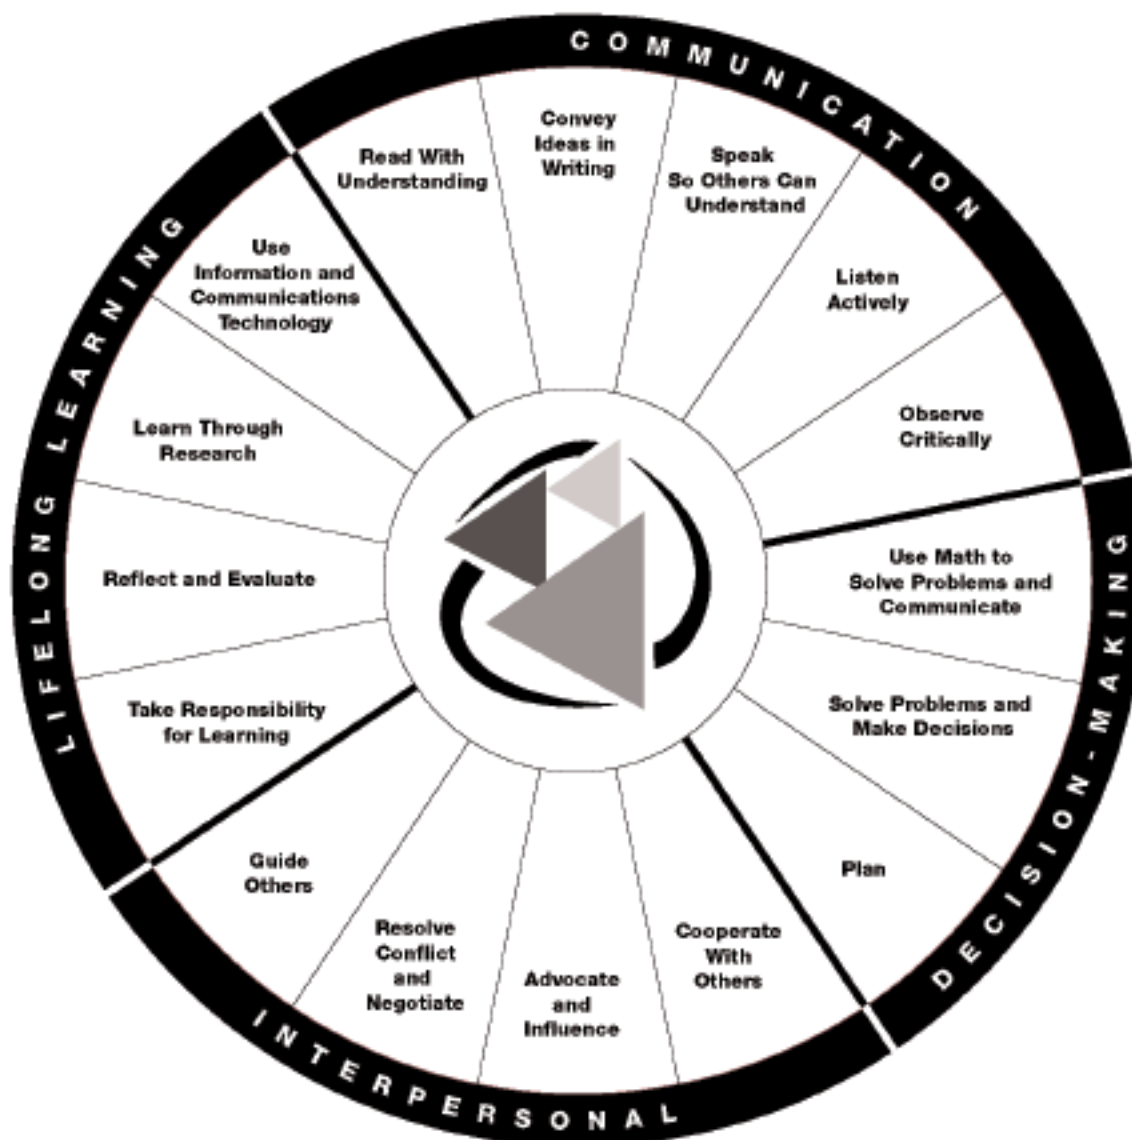 COMMUNICATION
Read With
Understanding
Convey
Ideas in
Writing
Speak
So Others Can
Understand
Listen
Actively
Observe
Critically
DECISION-MAKING
Use Math to
Solve Problems and
Communicate
Solve Problems and
Make Decisions
Plan
INTERPERSONAL
Cooperate
With
Others
Advocate
and
Influence
Resolve
Conflict
and
Negotiate
Guide
Others
LIFELONG LEARNING
Take Responsibility
for Learning
Reflect and Evaluate
Learn Through
Research
Use
Information and
Communications
Technology